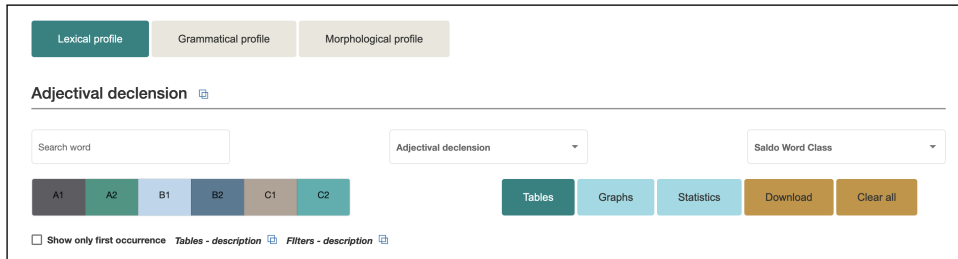 Lexical profile Grammatical profile Morphological profile
Adjectival declension
Search word Adjectival declension Saldo Word Class
A1 A2 B1 B2 C1 C2 Tables Graphs Statistics Download Clear all
Show only first occurrence Tables - description FIlters - description